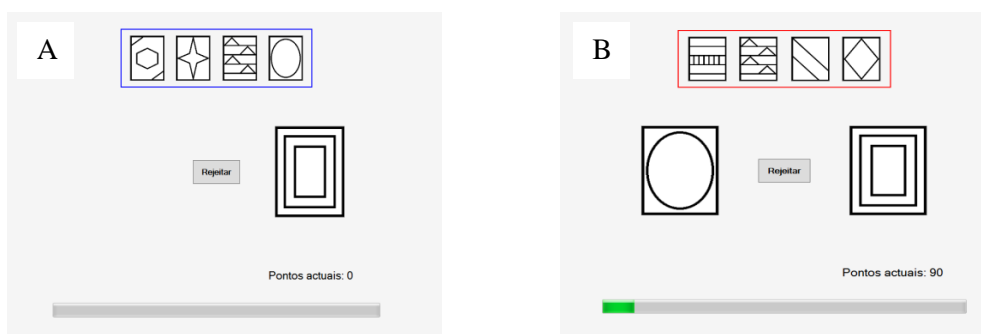 A
Rejeitar
Pontos actuais: 0
B
Rejeitar
Pontos actuais: 90